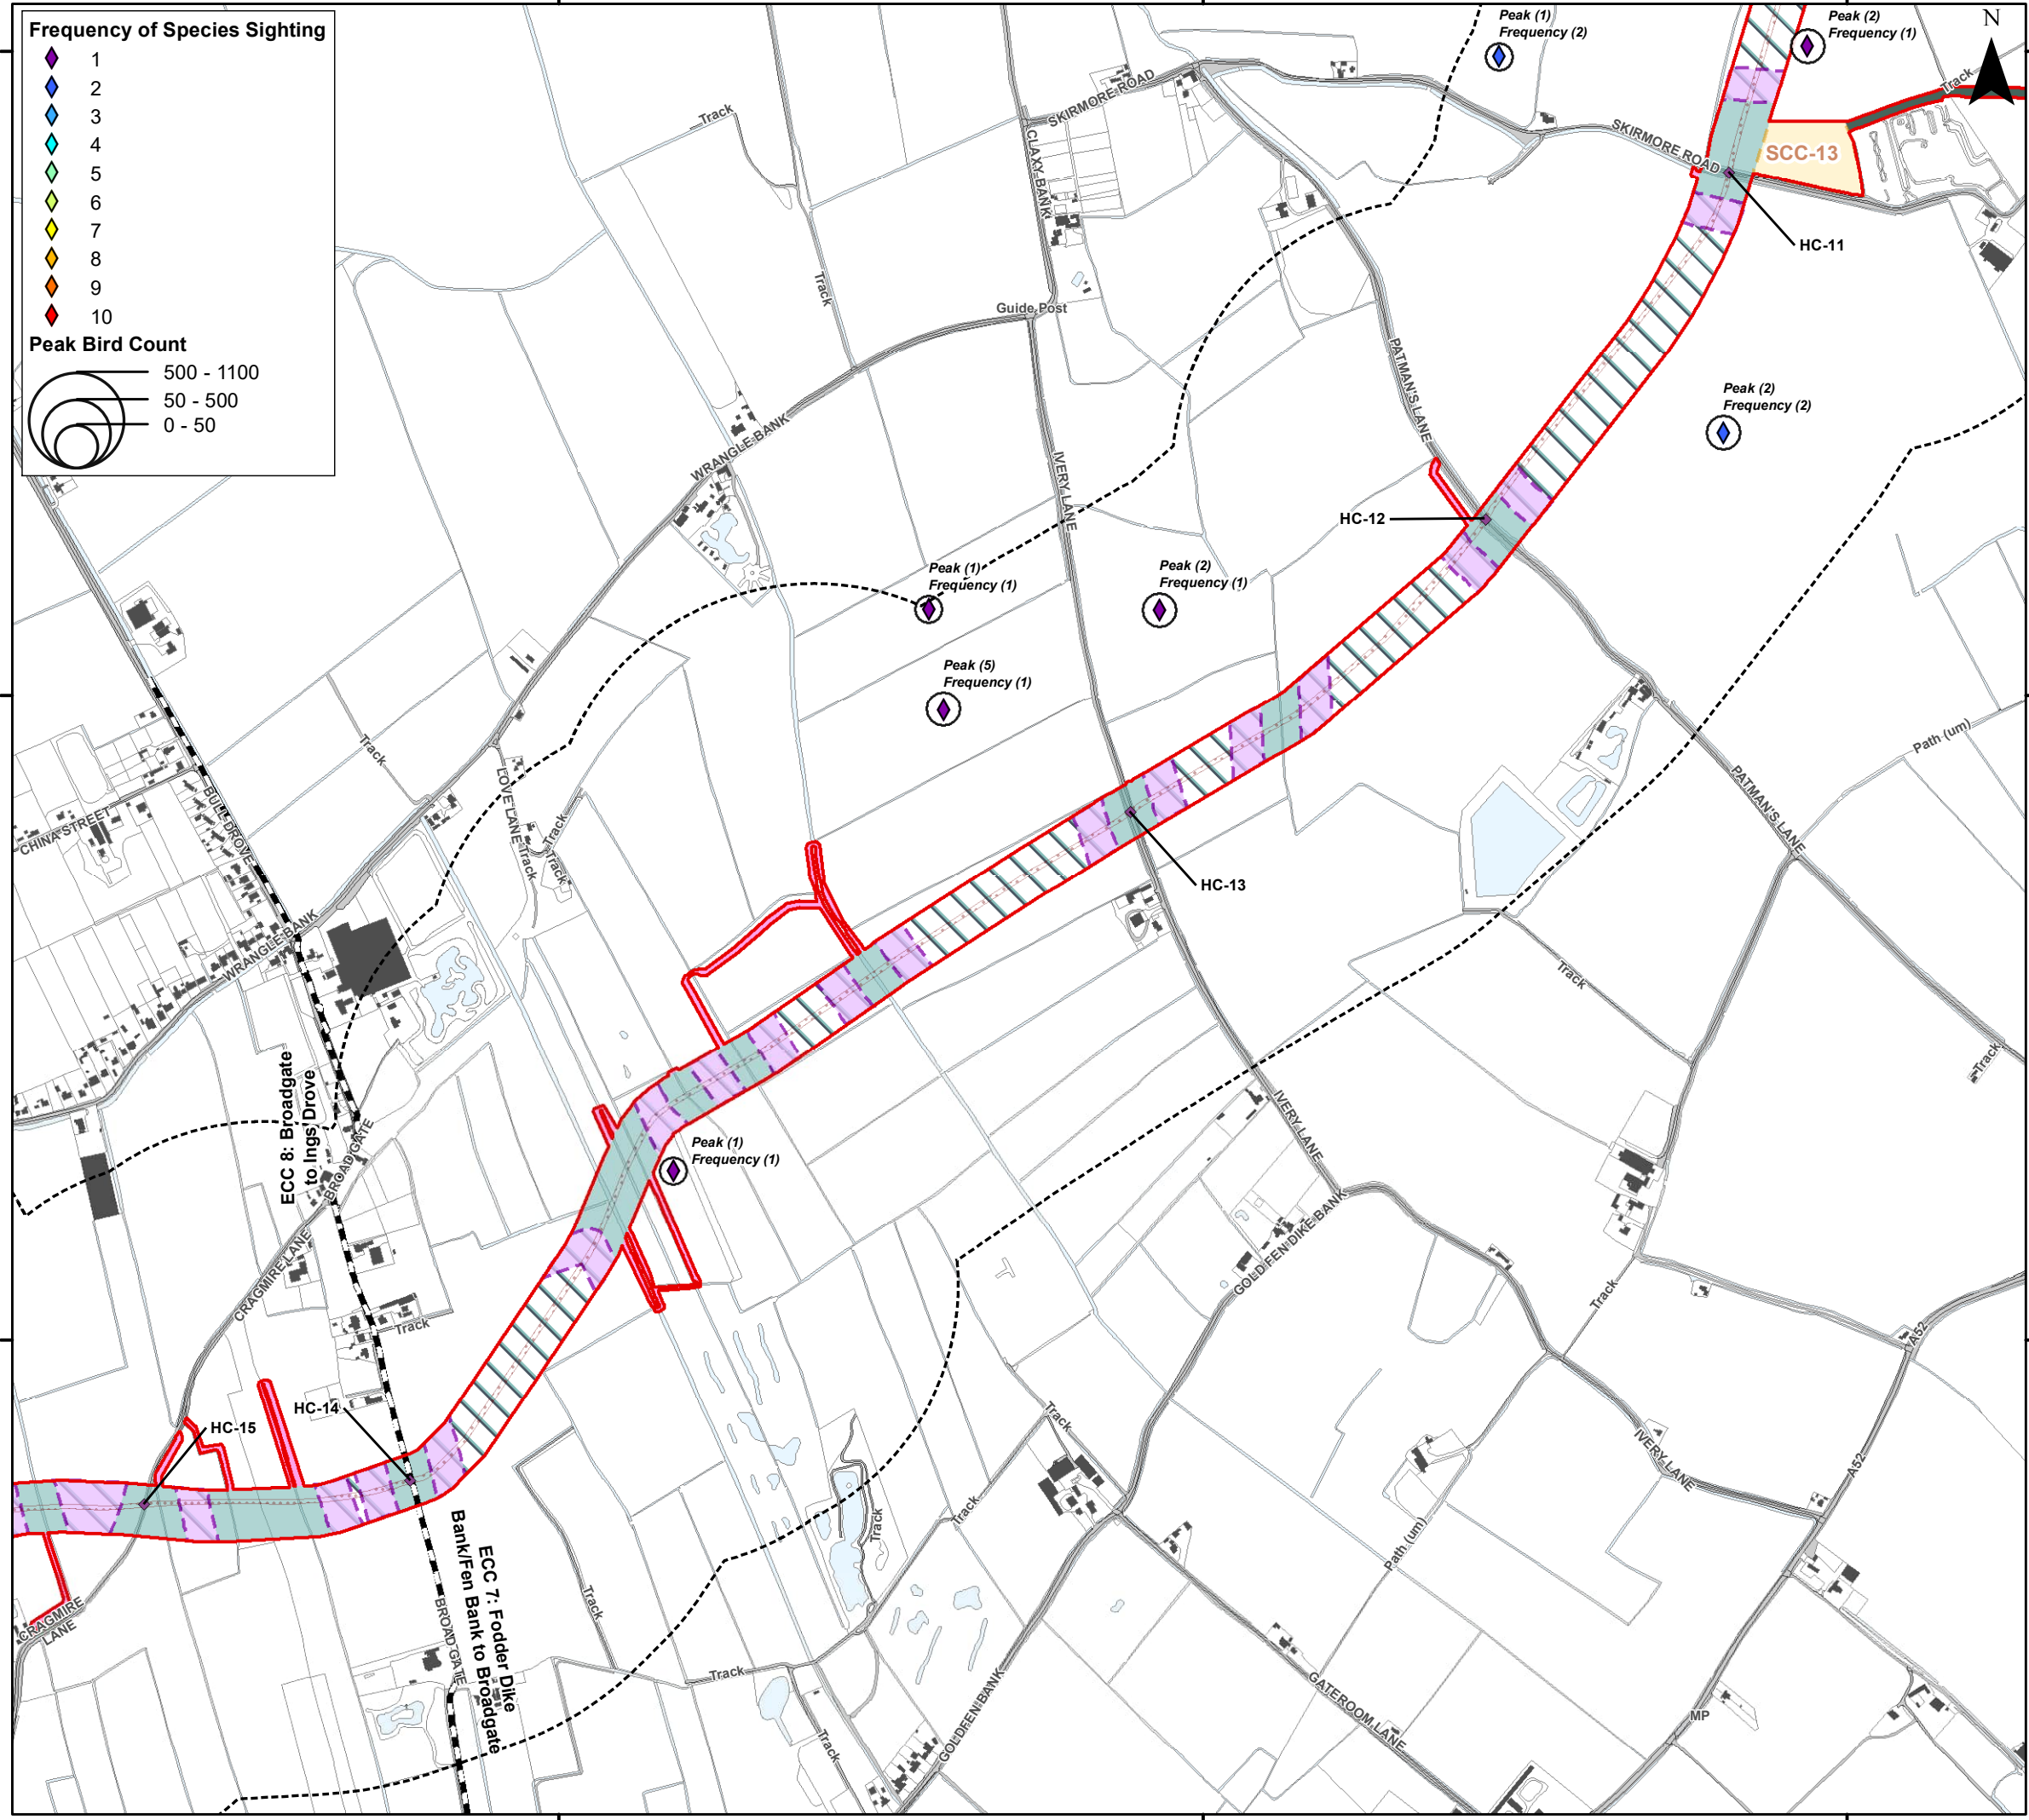 Frequency of Species Sighting
1
2
3
4
5
6
7
8
9
10
Peak Bird Count
500 - 1100
50 - 500
0 - 50
Peak (1)
Frequency (2)
Peak (2)
Frequency (1)
N
Track
SKIRMORE ROAD
Track
CLAXY BANK
SKIRMORE ROAD
SCC-13
HC-11
Track
Guide Post
PATMAN'S LANE
Peak (2)
Frequency (2)
WRANGLE BANK
IVERY LANE
HC-12
Peak (1)
Frequency (1)
Peak (2)
Frequency (1)
Peak (5)
Frequency (1)
Track
Path (um)
PATMAN'S LANE
CHINA STREET
BULL DROVE
LOVE LANE
Track
Track
Track
HC-13
WRANGLE BANK
Track
Track
ECC 8: Broadgate
to Ings Drove
BROAD GATE
Peak (1)
Frequency (1)
IVERY LANE
GOLD FEN DIKE BANK
CRAGMIRE LANE
Track
Track
A52
HC-14
HC-15
Track
IVERY LANE
A52
Track
Track
Path (um)
ECC 7: Fodder Dike
Bank/Fen Bank to Broadgate
BROAD GATE
Track
CRAGMIRE
LANE
Track
GOLDFEN BANK
Track
GATEROOM LANE
MP